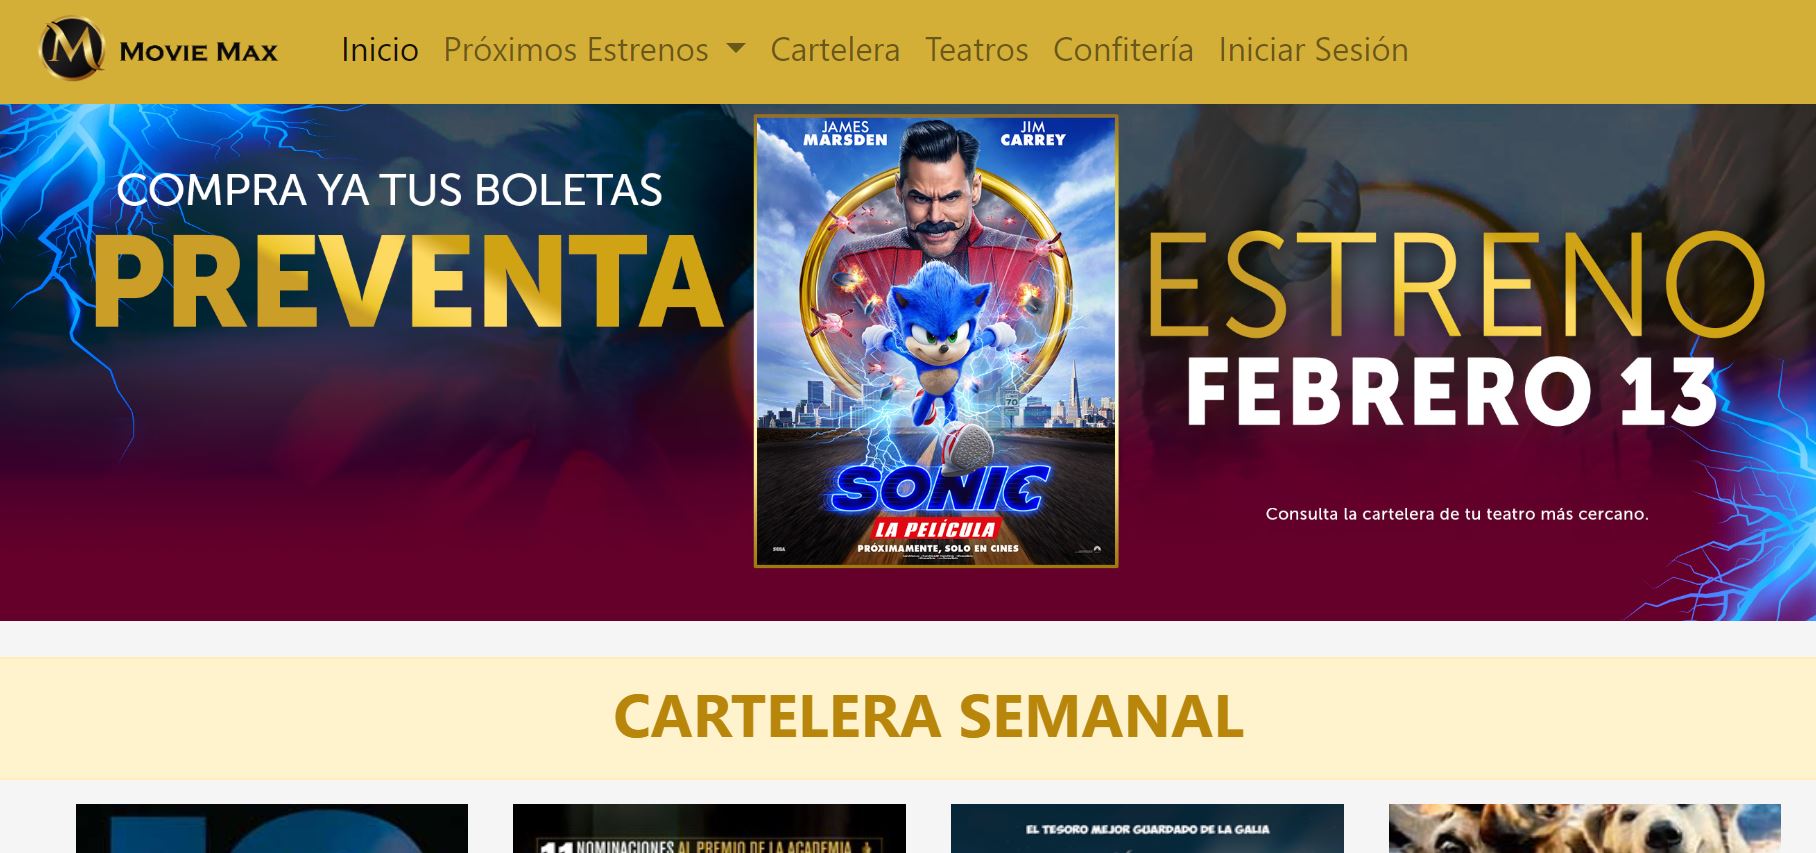 MOVIE MAX
Inicio
Próximos Estrenos
Cartelera
Teatros
Confitería
Iniciar Sesión
COMPRA YA TUS BOLETAS
PREVENTA
JAMES
MARSDEN
JIM
CARREY
70
SONIC
LA PELÍCULA
PRÓXIMAMENTE, SOLO EN CINES
SEGA
ESTRENO
FEBRERO 13
Consulta la cartelera de tu teatro más cercano.
CARTELERA SEMANAL
11 NOMINACIONES AL PREMIO DE LA ACADEMIA
EL TESORO MEJOR GUARDADO DE LA GALIA